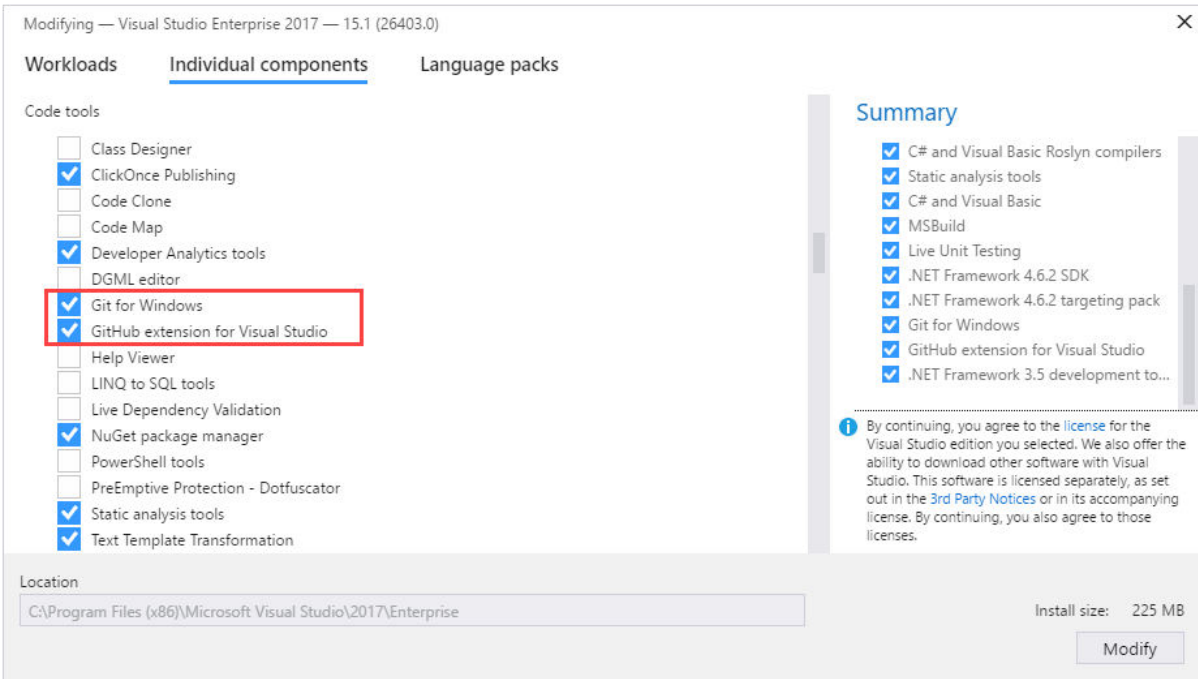 Modifying — Visual Studio Enterprise 2017 — 15.1 (26403.0)
Workloads
Individual components
Language packs
Code tools
Class Designer
ClickOnce Publishing
Code Clone
Code Map
Developer Analytics tools
DGML editor
Git for Windows
GitHub extension for Visual Studio
Help Viewer
LINQ to SQL tools
Live Dependency Validation
NuGet package manager
PowerShell tools
PreEmptive Protection - Dotfuscator
Static analysis tools
Text Template Transformation
Summary
C# and Visual Basic Roslyn compilers
Static analysis tools
C# and Visual Basic
MSBuild
Live Unit Testing
.NET Framework 4.6.2 SDK
.NET Framework 4.6.2 targeting pack
Git for Windows
GitHub extension for Visual Studio
.NET Framework 3.5 development to...
By continuing, you agree to the license for the
Visual Studio edition you selected. We also offer the
ability to download other software with Visual
Studio. This software is licensed separately, as set
out in the 3rd Party Notices or in its accompanying
license. By continuing, you also agree to those
licenses.
Location
C:\Program Files (x86)\Microsoft Visual Studio\2017\Enterprise
Install size: 225 MB
Modify